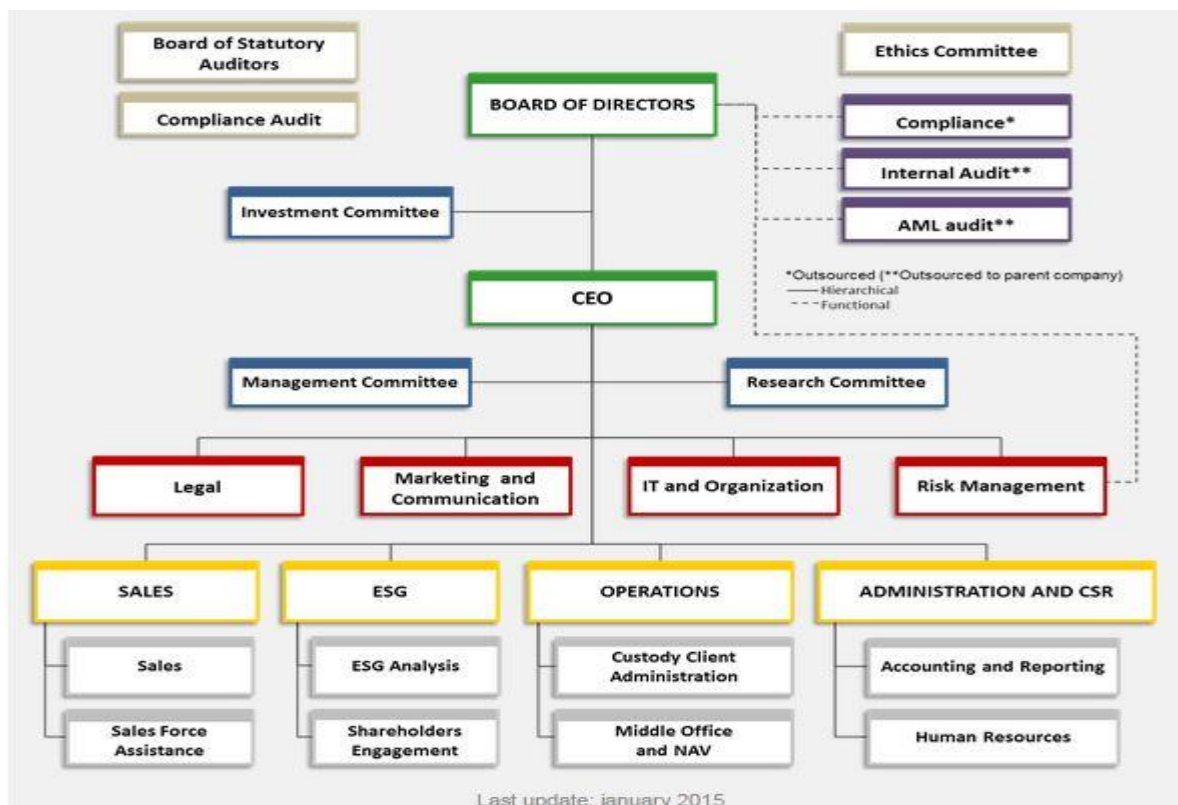 Board of Statutory
Auditors
Compliance Audit
BOARD OF DIRECTORS
Ethics Committee
Compliance*
Internal Audit**
AML audit**
Investment Committee
*Outsourced (**Outsourced to parent company)
Hierarchical
Functional
CEO
Management Committee
Research Committee
Legal
Marketing and
Communication
IT and Organization
Risk Management
SALES
ESG
OPERATIONS
ADMINISTRATION AND CSR
Sales
ESG Analysis
Custody Client
Administration
Accounting and Reporting
Sales Force
Assistance
Shareholders
Engagement
Middle Office
and NAV
Human Resources
Last update: january 2015